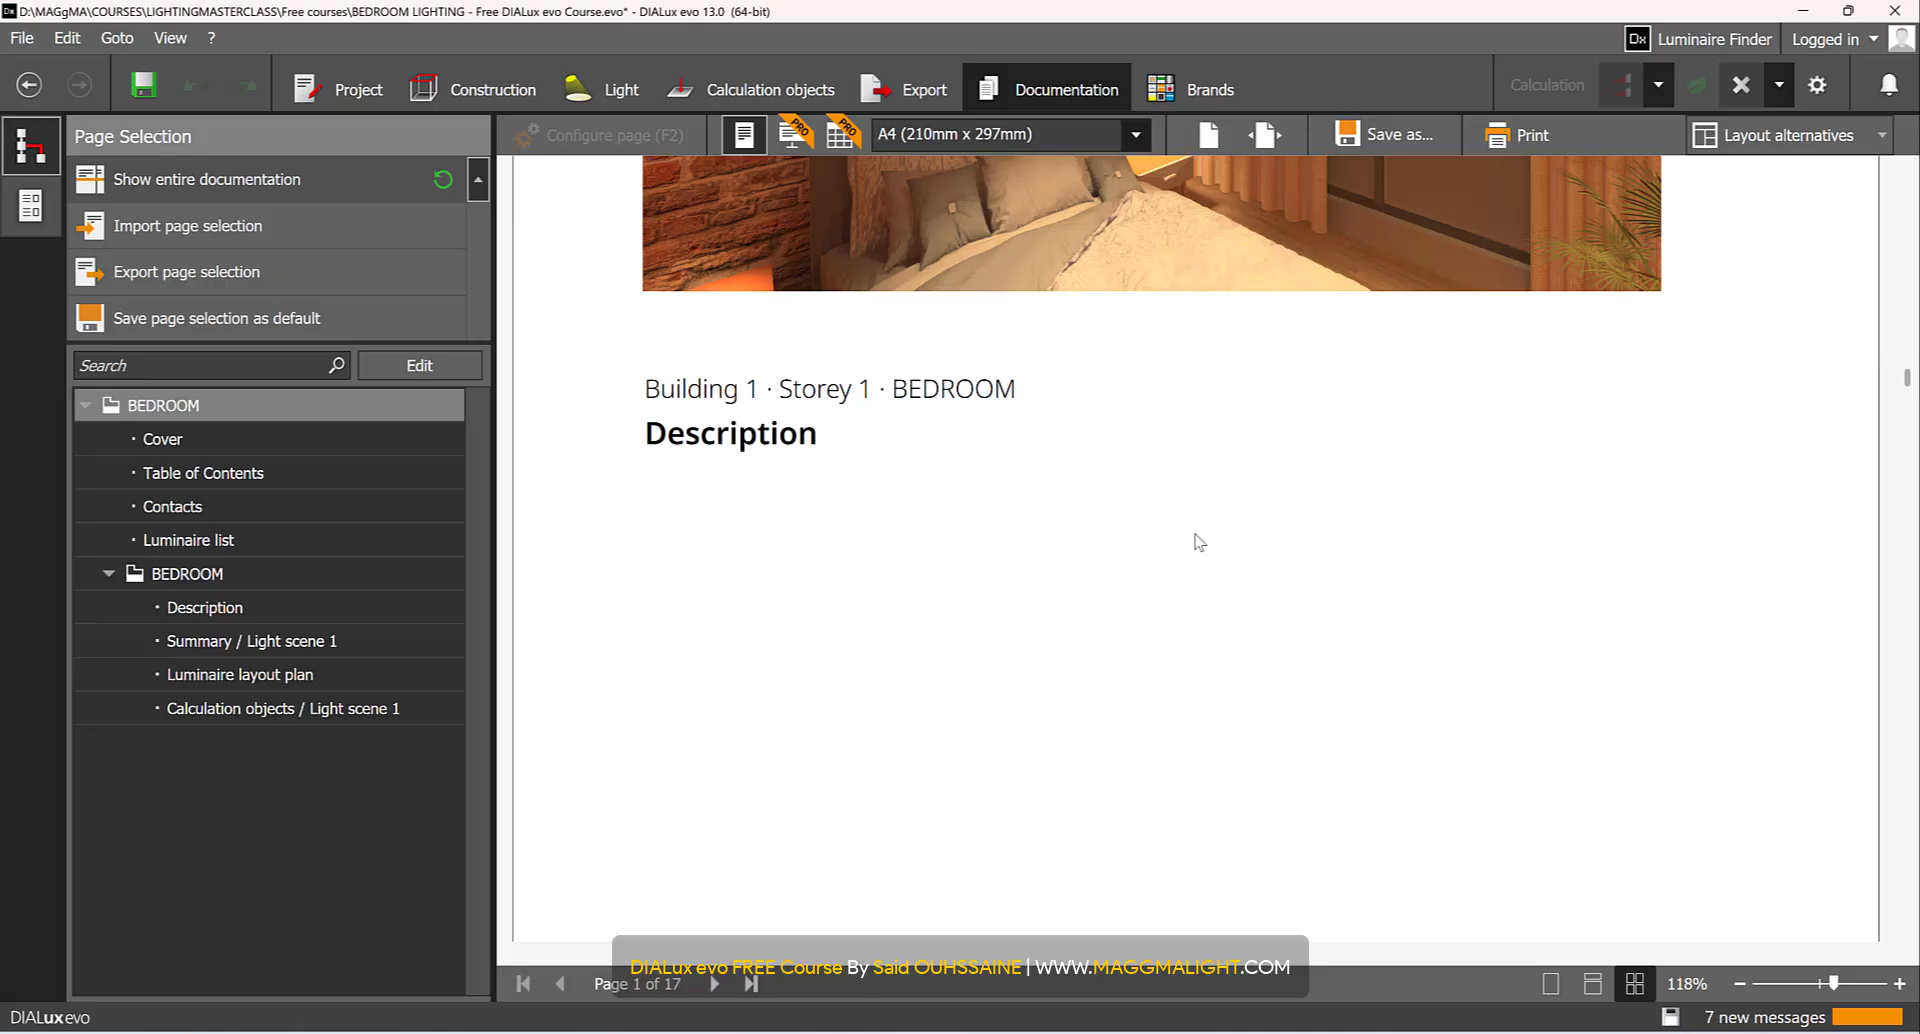 D:\MAGgMA\COURSES\LIGHTINGMASTERCLASS\Free courses\BEDROOM LIGHTING - Free DIALux evo Course.evo* - DIALux evo 13.0 (64-bit)
File Edit Goto View ?
Dx Luminaire Finder
Logged in
Project
Construction
Light
Calculation objects
Export
Documentation
Brands
Calculation
Page Selection
Configure page (F2)
PRO
PRO
A4 (210mm x 297mm)
Save as...
Print
Layout alternatives
Show entire documentation
Import page selection
Export page selection
Save page selection as default
Search
Edit
BEDROOM
· Cover
· Table of Contents
· Contacts
· Luminaire list
BEDROOM
· Description
· Summary / Light scene 1
· Luminaire layout plan
· Calculation objects / Light scene 1
Building 1 · Storey 1 · BEDROOM
Description
DIALux evo FREE Course By Said OUHSSAINE | WWW.MAGGMALIGHT.COM
Page 1 of 17
118%
DIALux evo
7 new messages